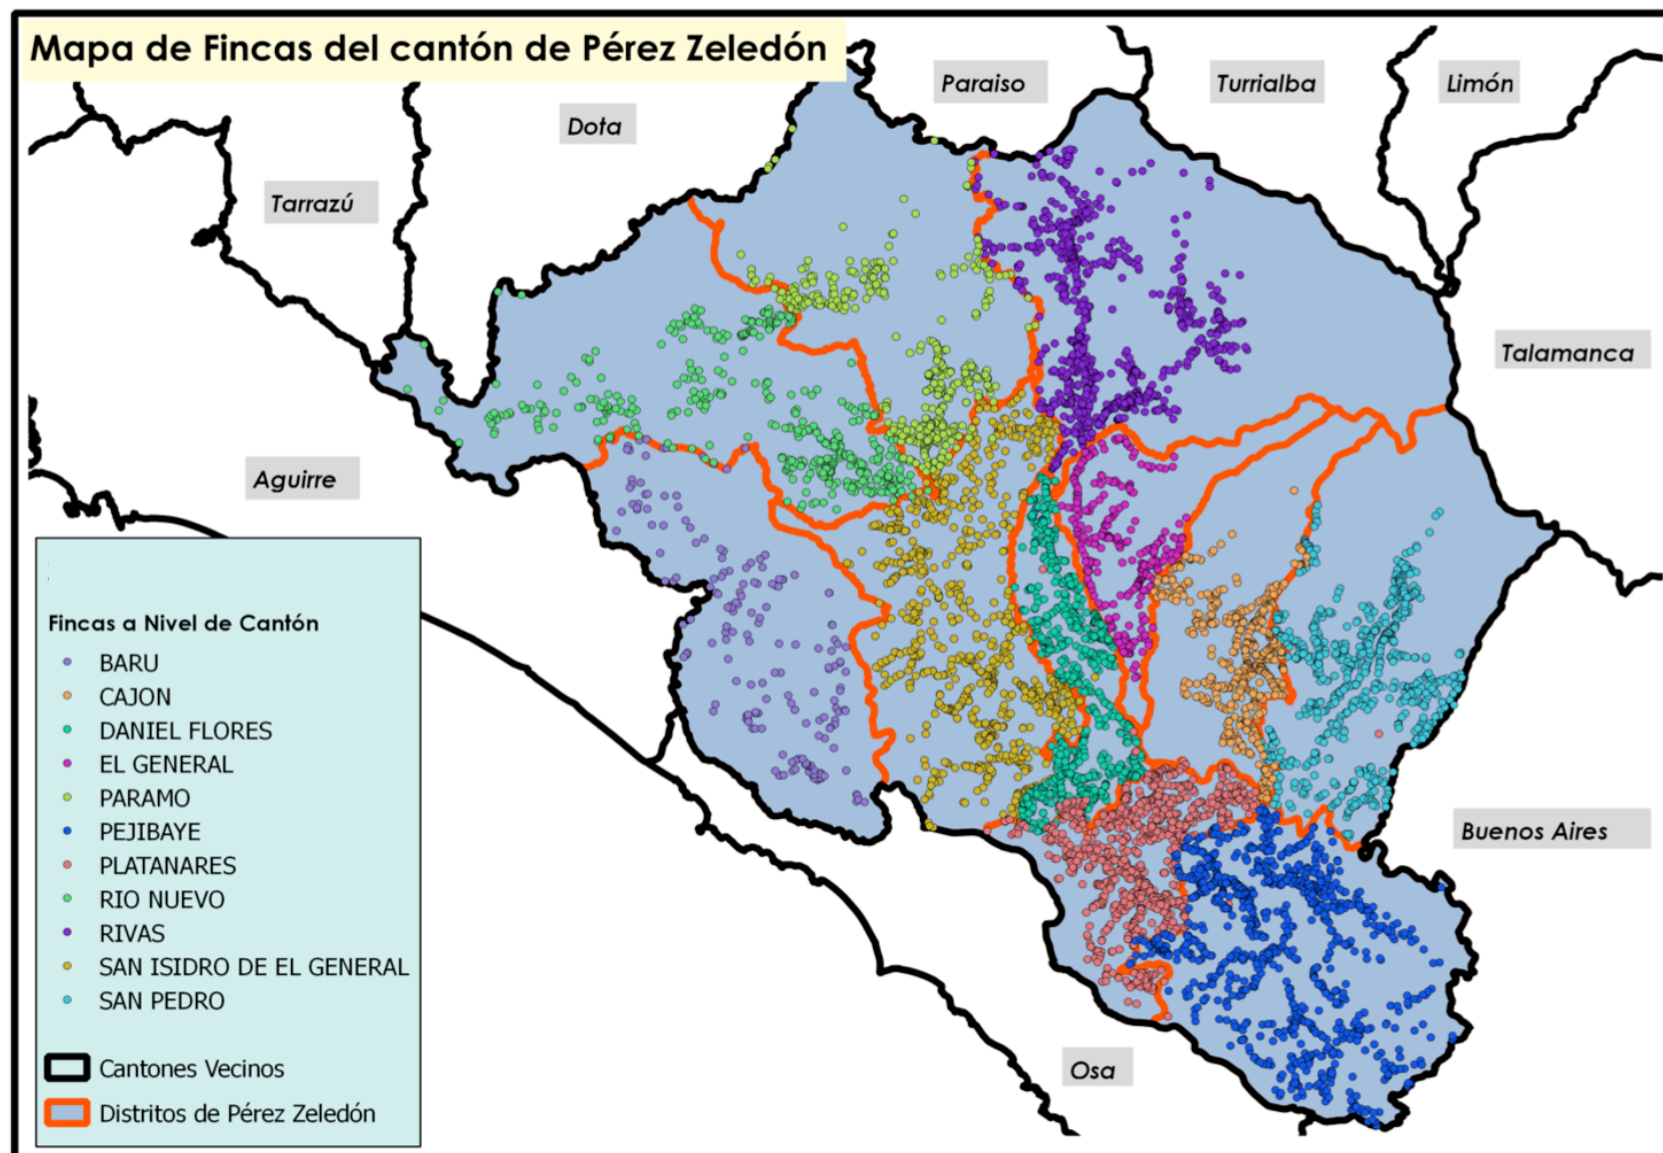 Mapa de Fincas del cantón de Pérez Zeledón
Paraiso
Turrialba
Limón
Dota
Tarrazú
Talamanca
Aguirre
Buenos Aires
Osa
Fincas a Nivel de Cantón
BARU
CAJON
DANIEL FLORES
EL GENERAL
PARAMO
PEJIBAYE
PLATANARES
RIO NUEVO
RIVAS
SAN ISIDRO DE EL GENERAL
SAN PEDRO
Cantones Vecinos
Distritos de Pérez Zeledón